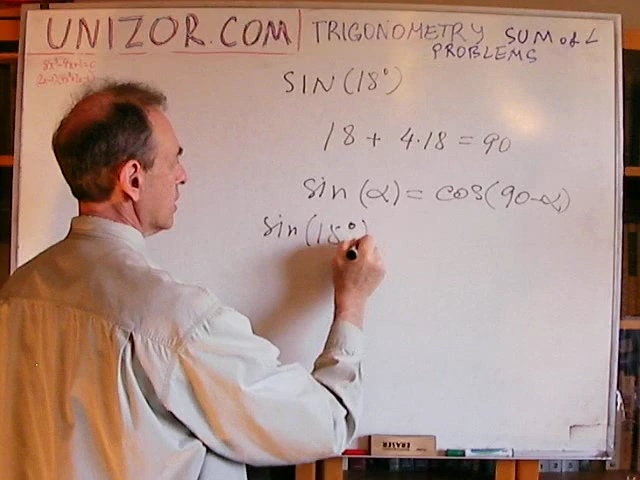 UNIZOR.COM | TRIGONOMETRY SUM of ∠
PROBLEMS
SIN(18°)
18 + 4·18 = 90
sin(α) = cos(90-α)
sin(18°)
ERASER